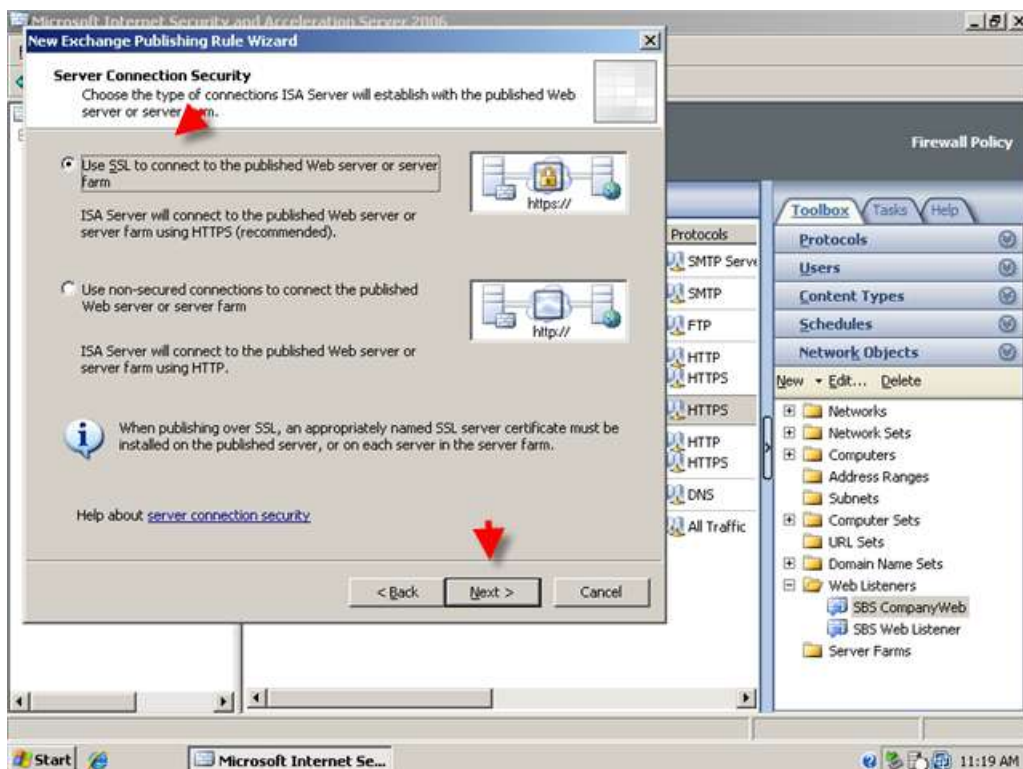 Microsoft Internet Security and Acceleration Server 2006
New Exchange Publishing Rule Wizard
Server Connection Security
Choose the type of connections ISA Server will establish with the published Web
server or server farm.
Use SSL to connect to the published Web server or server
farm
https://
ISA Server will connect to the published Web server or
server farm using HTTPS (recommended).
Use non-secured connections to connect the published
Web server or server farm
http://
ISA Server will connect to the published Web server or
server farm using HTTP.
When publishing over SSL, an appropriately named SSL server certificate must be
installed on the published server, or on each server in the server farm.
Help about server connection security
< Back
Next >
Cancel
Firewall Policy
Protocols
SMTP Serve
SMTP
FTP
HTTP
HTTPS
HTTPS
HTTP
HTTPS
DNS
All Traffic
Toolbox
Tasks
Help
Protocols
Users
Content Types
Schedules
Network Objects
New
Edit...
Delete
Networks
Network Sets
Computers
Address Ranges
Subnets
Computer Sets
URL Sets
Domain Name Sets
Web Listeners
SBS CompanyWeb
SBS Web Listener
Server Farms
Start
Microsoft Internet Se...
11:19 AM